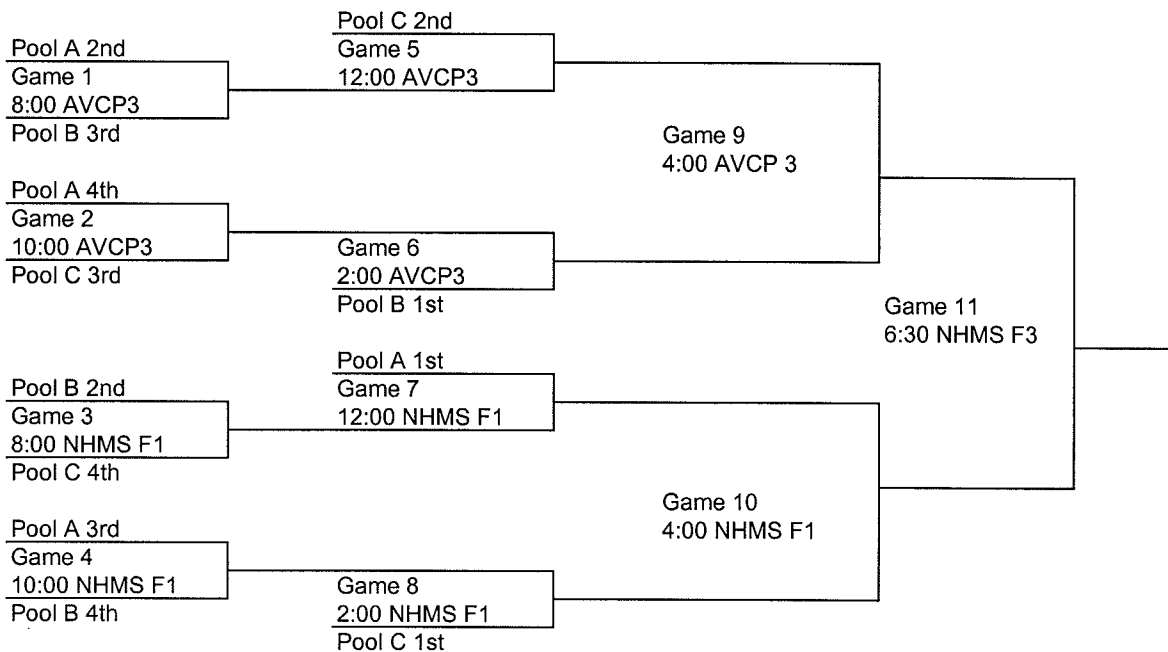 Pool C 2nd
Pool A 2nd
Game 5
Game 1
12:00 AVCP3
8:00 AVCP3
Pool B 3rd
Game 9
4:00 AVCP 3
Pool A 4th
Game 2
10:00 AVCP3
Game 6
Pool C 3rd
2:00 AVCP3
Pool B 1st
Game 11
6:30 NHMS F3
Pool A 1st
Pool B 2nd
Game 7
Game 3
12:00 NHMS F1
8:00 NHMS F1
Pool C 4th
Game 10
4:00 NHMS F1
Pool A 3rd
Game 4
10:00 NHMS F1
Game 8
Pool B 4th
2:00 NHMS F1
Pool C 1st